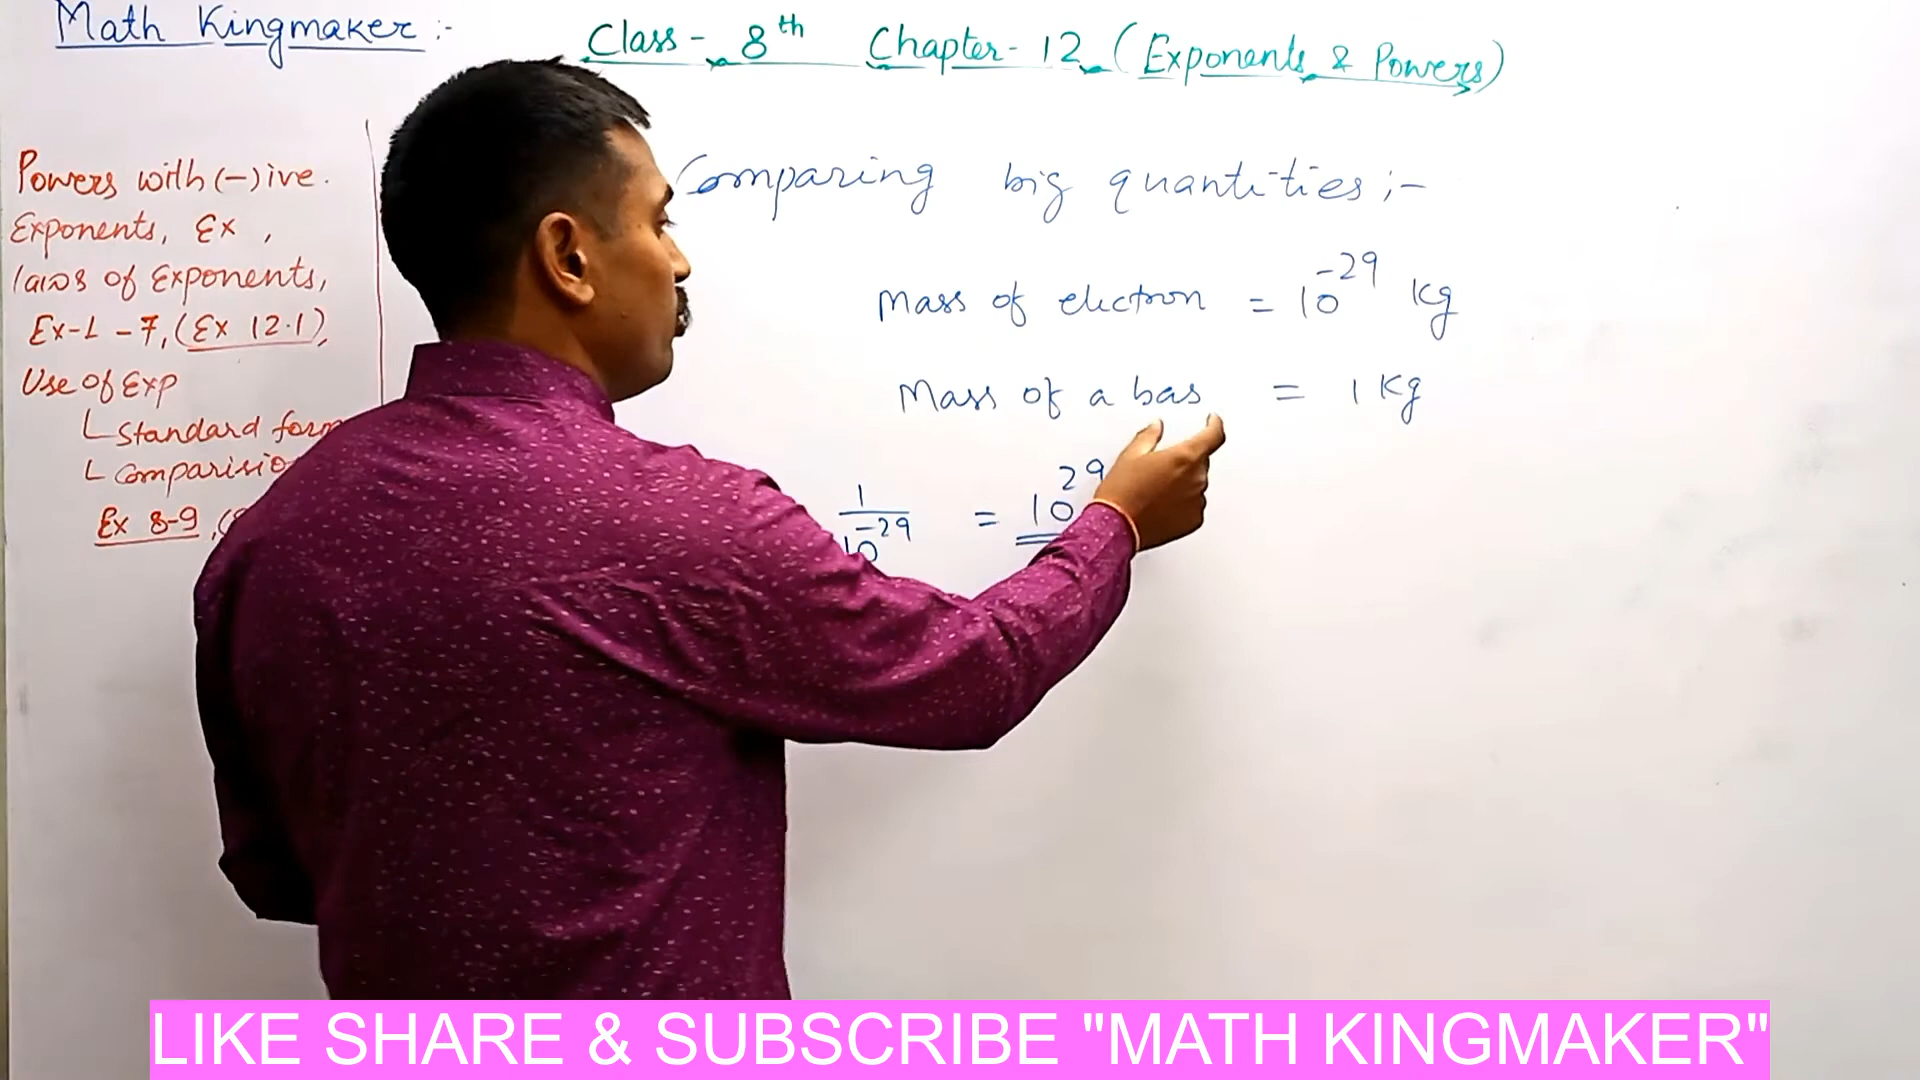 Math Kingmaker :-
Class - 8th Chapter - 12 (Exponents & Powers)
Powers with (-)ive.
Exponents, Ex ,
laws of Exponents,
Ex-1 - 7, (Ex 12.1),
Use of Exp
Standard form
Comparisio
Ex 8-9 ,(
Comparing big quantities :-
Mass of electron = 10^-29 kg
Mass of a bas = 1 Kg
1/10^-29 = 10^29
LIKE SHARE & SUBSCRIBE "MATH KINGMAKER"